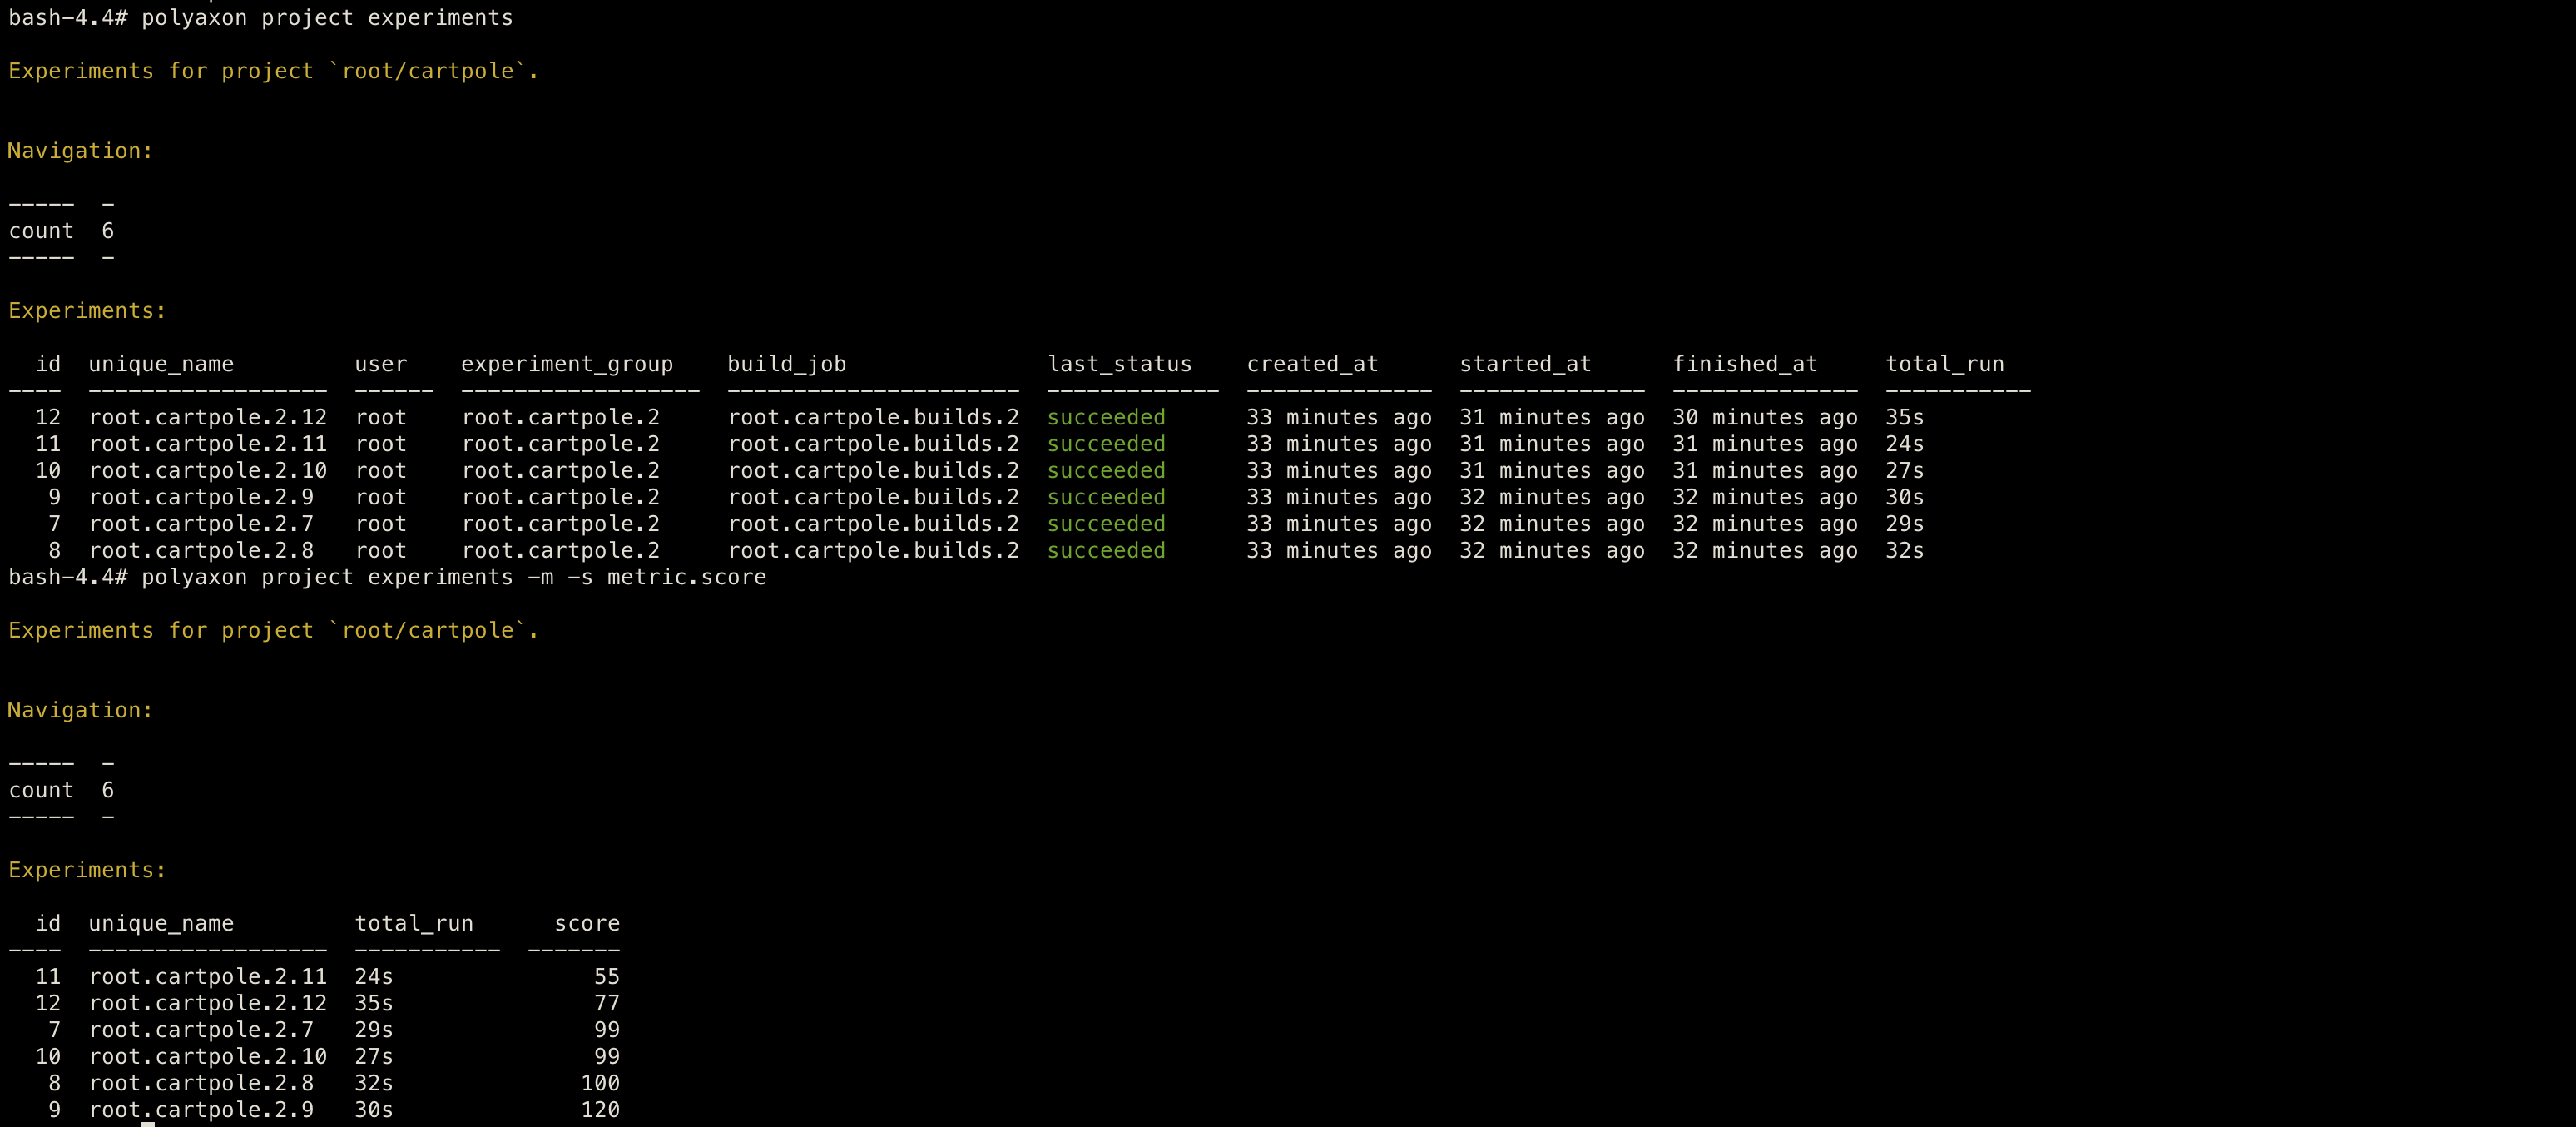 bash-4.4# polyaxon project experiments
Experiments for project `root/cartpole`.
Navigation:
-----  -
count  6
-----  -
Experiments:
  id  unique_name         user    experiment_group    build_job               last_status    created_at      started_at      finished_at     total_run
----  ------------------  ------  ------------------  ----------------------  -------------  --------------  --------------  --------------  -----------
  12  root.cartpole.2.12  root    root.cartpole.2     root.cartpole.builds.2  succeeded      33 minutes ago  31 minutes ago  30 minutes ago  35s
  11  root.cartpole.2.11  root    root.cartpole.2     root.cartpole.builds.2  succeeded      33 minutes ago  31 minutes ago  31 minutes ago  24s
  10  root.cartpole.2.10  root    root.cartpole.2     root.cartpole.builds.2  succeeded      33 minutes ago  31 minutes ago  31 minutes ago  27s
   9  root.cartpole.2.9   root    root.cartpole.2     root.cartpole.builds.2  succeeded      33 minutes ago  32 minutes ago  32 minutes ago  30s
   7  root.cartpole.2.7   root    root.cartpole.2     root.cartpole.builds.2  succeeded      33 minutes ago  32 minutes ago  32 minutes ago  29s
   8  root.cartpole.2.8   root    root.cartpole.2     root.cartpole.builds.2  succeeded      33 minutes ago  32 minutes ago  32 minutes ago  32s
bash-4.4# polyaxon project experiments -m -s metric.score
Experiments for project `root/cartpole`.
Navigation:
-----  -
count  6
-----  -
Experiments:
  id  unique_name         total_run      score
----  ------------------  -----------  -------
  11  root.cartpole.2.11  24s               55
  12  root.cartpole.2.12  35s               77
   7  root.cartpole.2.7   29s               99
  10  root.cartpole.2.10  27s               99
   8  root.cartpole.2.8   32s              100
   9  root.cartpole.2.9   30s              120